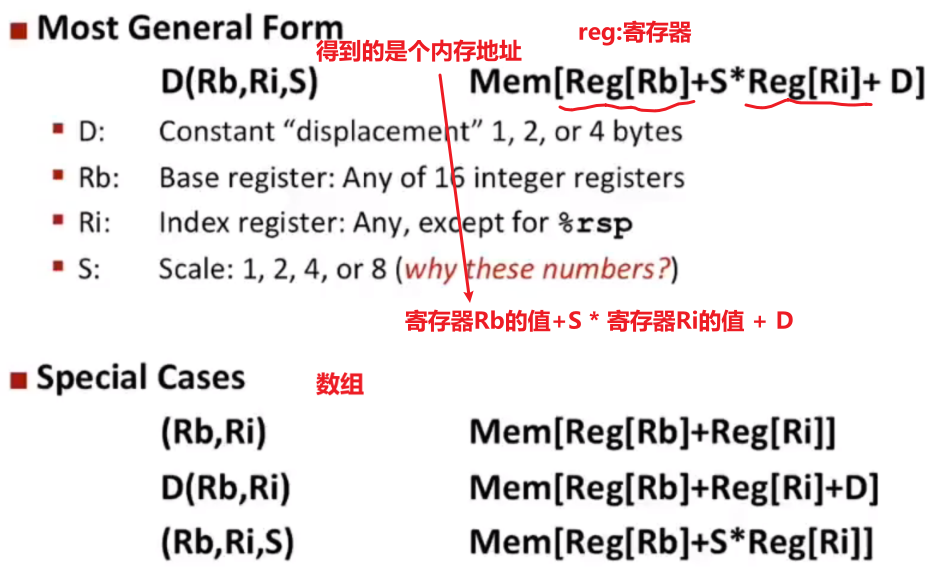 Most General Form
得到的是个内存地址
reg:寄存器
D(Rb,Ri,S) Mem[Reg[Rb]+S*Reg[Ri]+ D]
D: Constant “displacement” 1, 2, or 4 bytes
Rb: Base register: Any of 16 integer registers
Ri: Index register: Any, except for %rsp
S: Scale: 1, 2, 4, or 8 (why these numbers?)
寄存器Rb的值+S * 寄存器Ri的值 + D
Special Cases
数组
(Rb,Ri) Mem[Reg[Rb]+Reg[Ri]]
D(Rb,Ri) Mem[Reg[Rb]+Reg[Ri]+D]
(Rb,Ri,S) Mem[Reg[Rb]+S*Reg[Ri]]